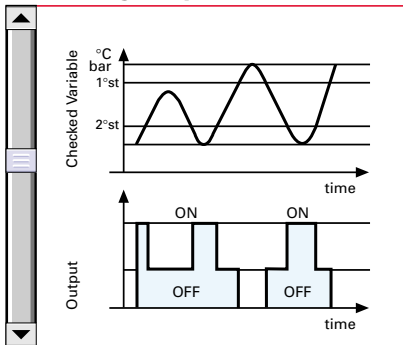 °C
bar
1°st
2°st
Checked Variable
time
ON
ON
OFF
OFF
Output
time